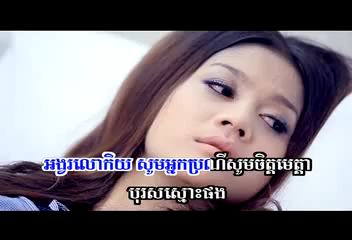 អង្វរលោកិយ សូមអ្នកប្រណីសូមចិត្តមេត្តា
បុរសស្មោះផង